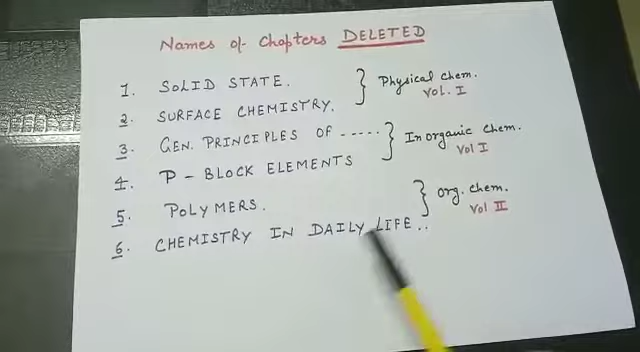 Names of Chapters DELETED
1. SOLID STATE. } Physical chem. Vol. I
2. SURFACE CHEMISTRY.
3. GEN. PRINCIPLES OF ----- } Inorganic Chem. Vol I
4. P - BLOCK ELEMENTS
5. POLYMERS. } Org. chem. Vol II
6. CHEMISTRY IN DAILY LIFE..